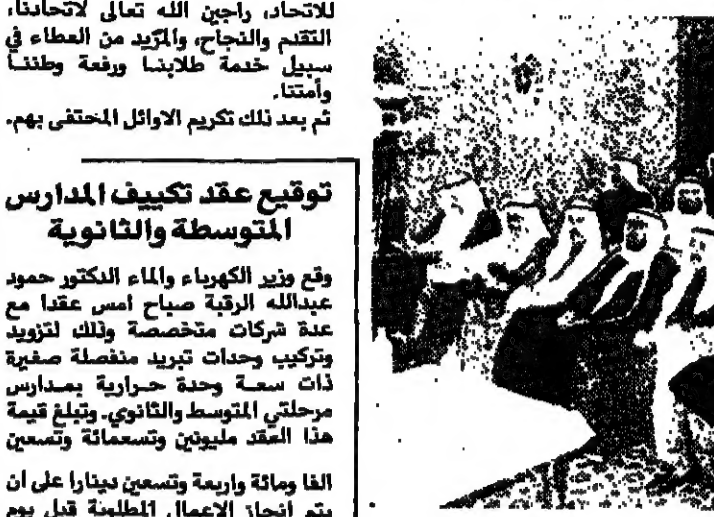 للاتحاد، راجين الله تعالى لاتحادنا،
التقدم والنجاح، والمزيد من العطاء في
سبيل خدمة طلابنا ورفعة وطننا
وأمتنا.
ثم بعد ذلك تكريم الاوائل المحتفى بهم.
توقيع عقد تكييف المدارس
المتوسطة والثانوية
وقع وزير الكهرباء والماء الدكتور حمود
عبدالله الرقبة صباح امس عقدا مع
عدة شركات متخصصة وذلك لتزويد
وتركيب وحدات تبريد منفصلة صغيرة
ذات سعة وحدة حرارية بمدارس
مرحلتي المتوسط والثانوي. وتبلغ قيمة
هذا العقد مليونين وتسعمائة وتسعين
الفا ومائة واربعة وتسعين دينارا على ان
يتم انجاز الاعمال المطلوبة قبل يوم